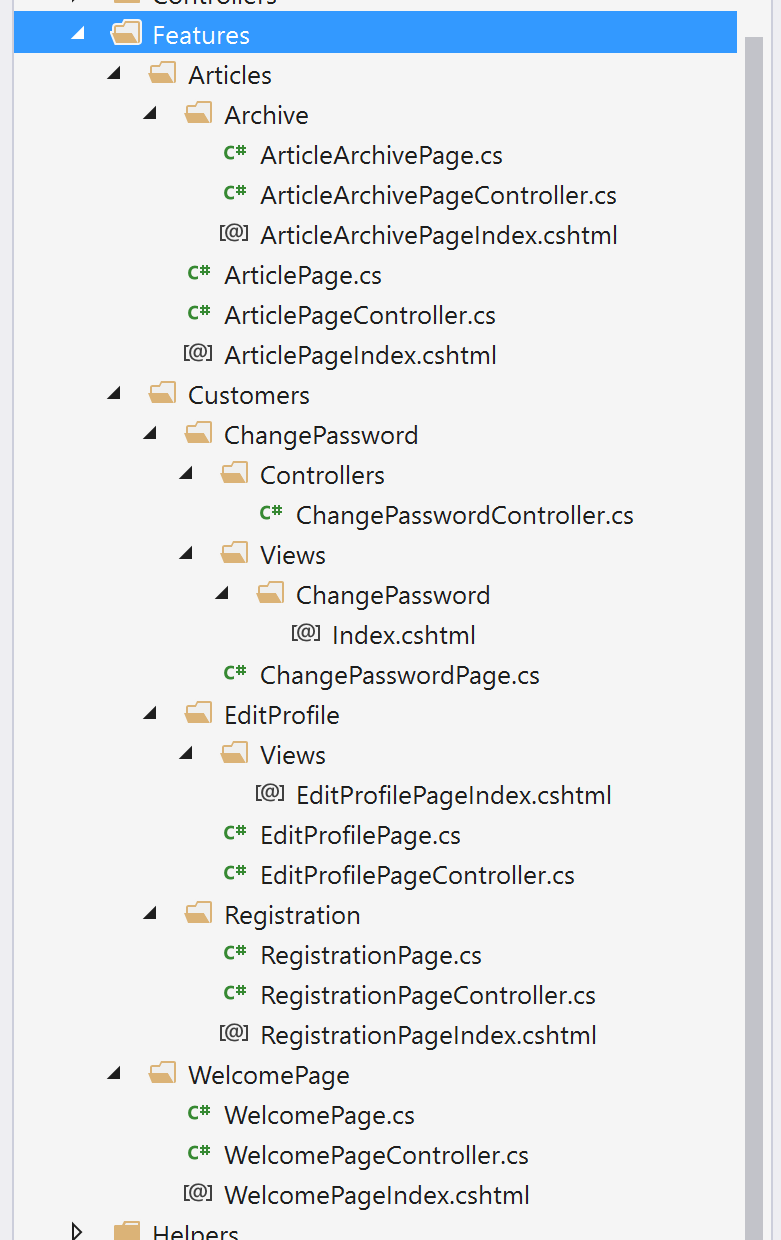 Controllers
Features
Articles
Archive
C# ArticleArchivePage.cs
C# ArticleArchivePageController.cs
[@] ArticleArchivePageIndex.cshtml
C# ArticlePage.cs
C# ArticlePageController.cs
[@] ArticlePageIndex.cshtml
Customers
ChangePassword
Controllers
C# ChangePasswordController.cs
Views
ChangePassword
[@] Index.cshtml
C# ChangePasswordPage.cs
EditProfile
Views
[@] EditProfilePageIndex.cshtml
C# EditProfilePage.cs
C# EditProfilePageController.cs
Registration
C# RegistrationPage.cs
C# RegistrationPageController.cs
[@] RegistrationPageIndex.cshtml
WelcomePage
C# WelcomePage.cs
C# WelcomePageController.cs
[@] WelcomePageIndex.cshtml
Helpers